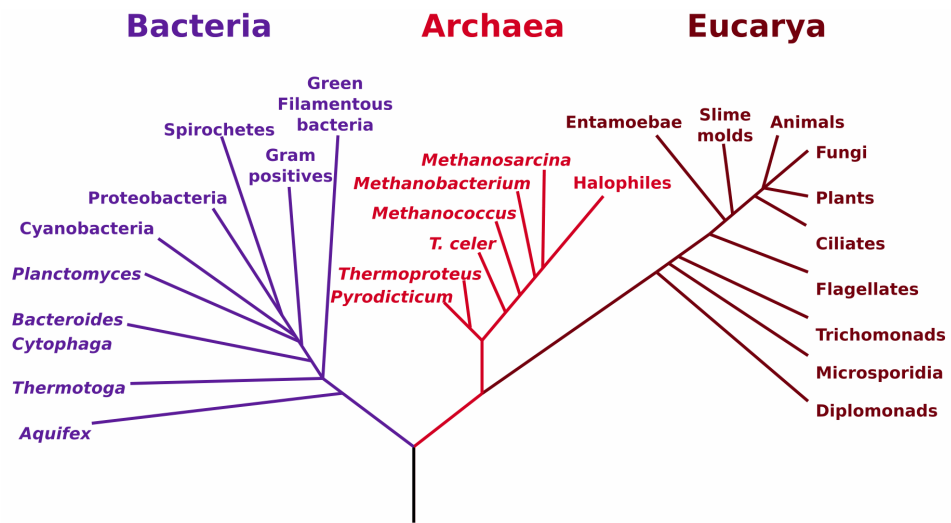 Bacteria
Archaea
Eucarya
Green
Filamentous
bacteria
Spirochetes
Gram
positives
Proteobacteria
Cyanobacteria
Planctomyces
Bacteroides
Cytophaga
Thermotoga
Aquifex
Methanosarcina
Methanobacterium
Halophiles
Methanococcus
T. celer
Thermoproteus
Pyrodicticum
Entamoebae
Slime
molds
Animals
Fungi
Plants
Ciliates
Flagellates
Trichomonads
Microsporidia
Diplomonads